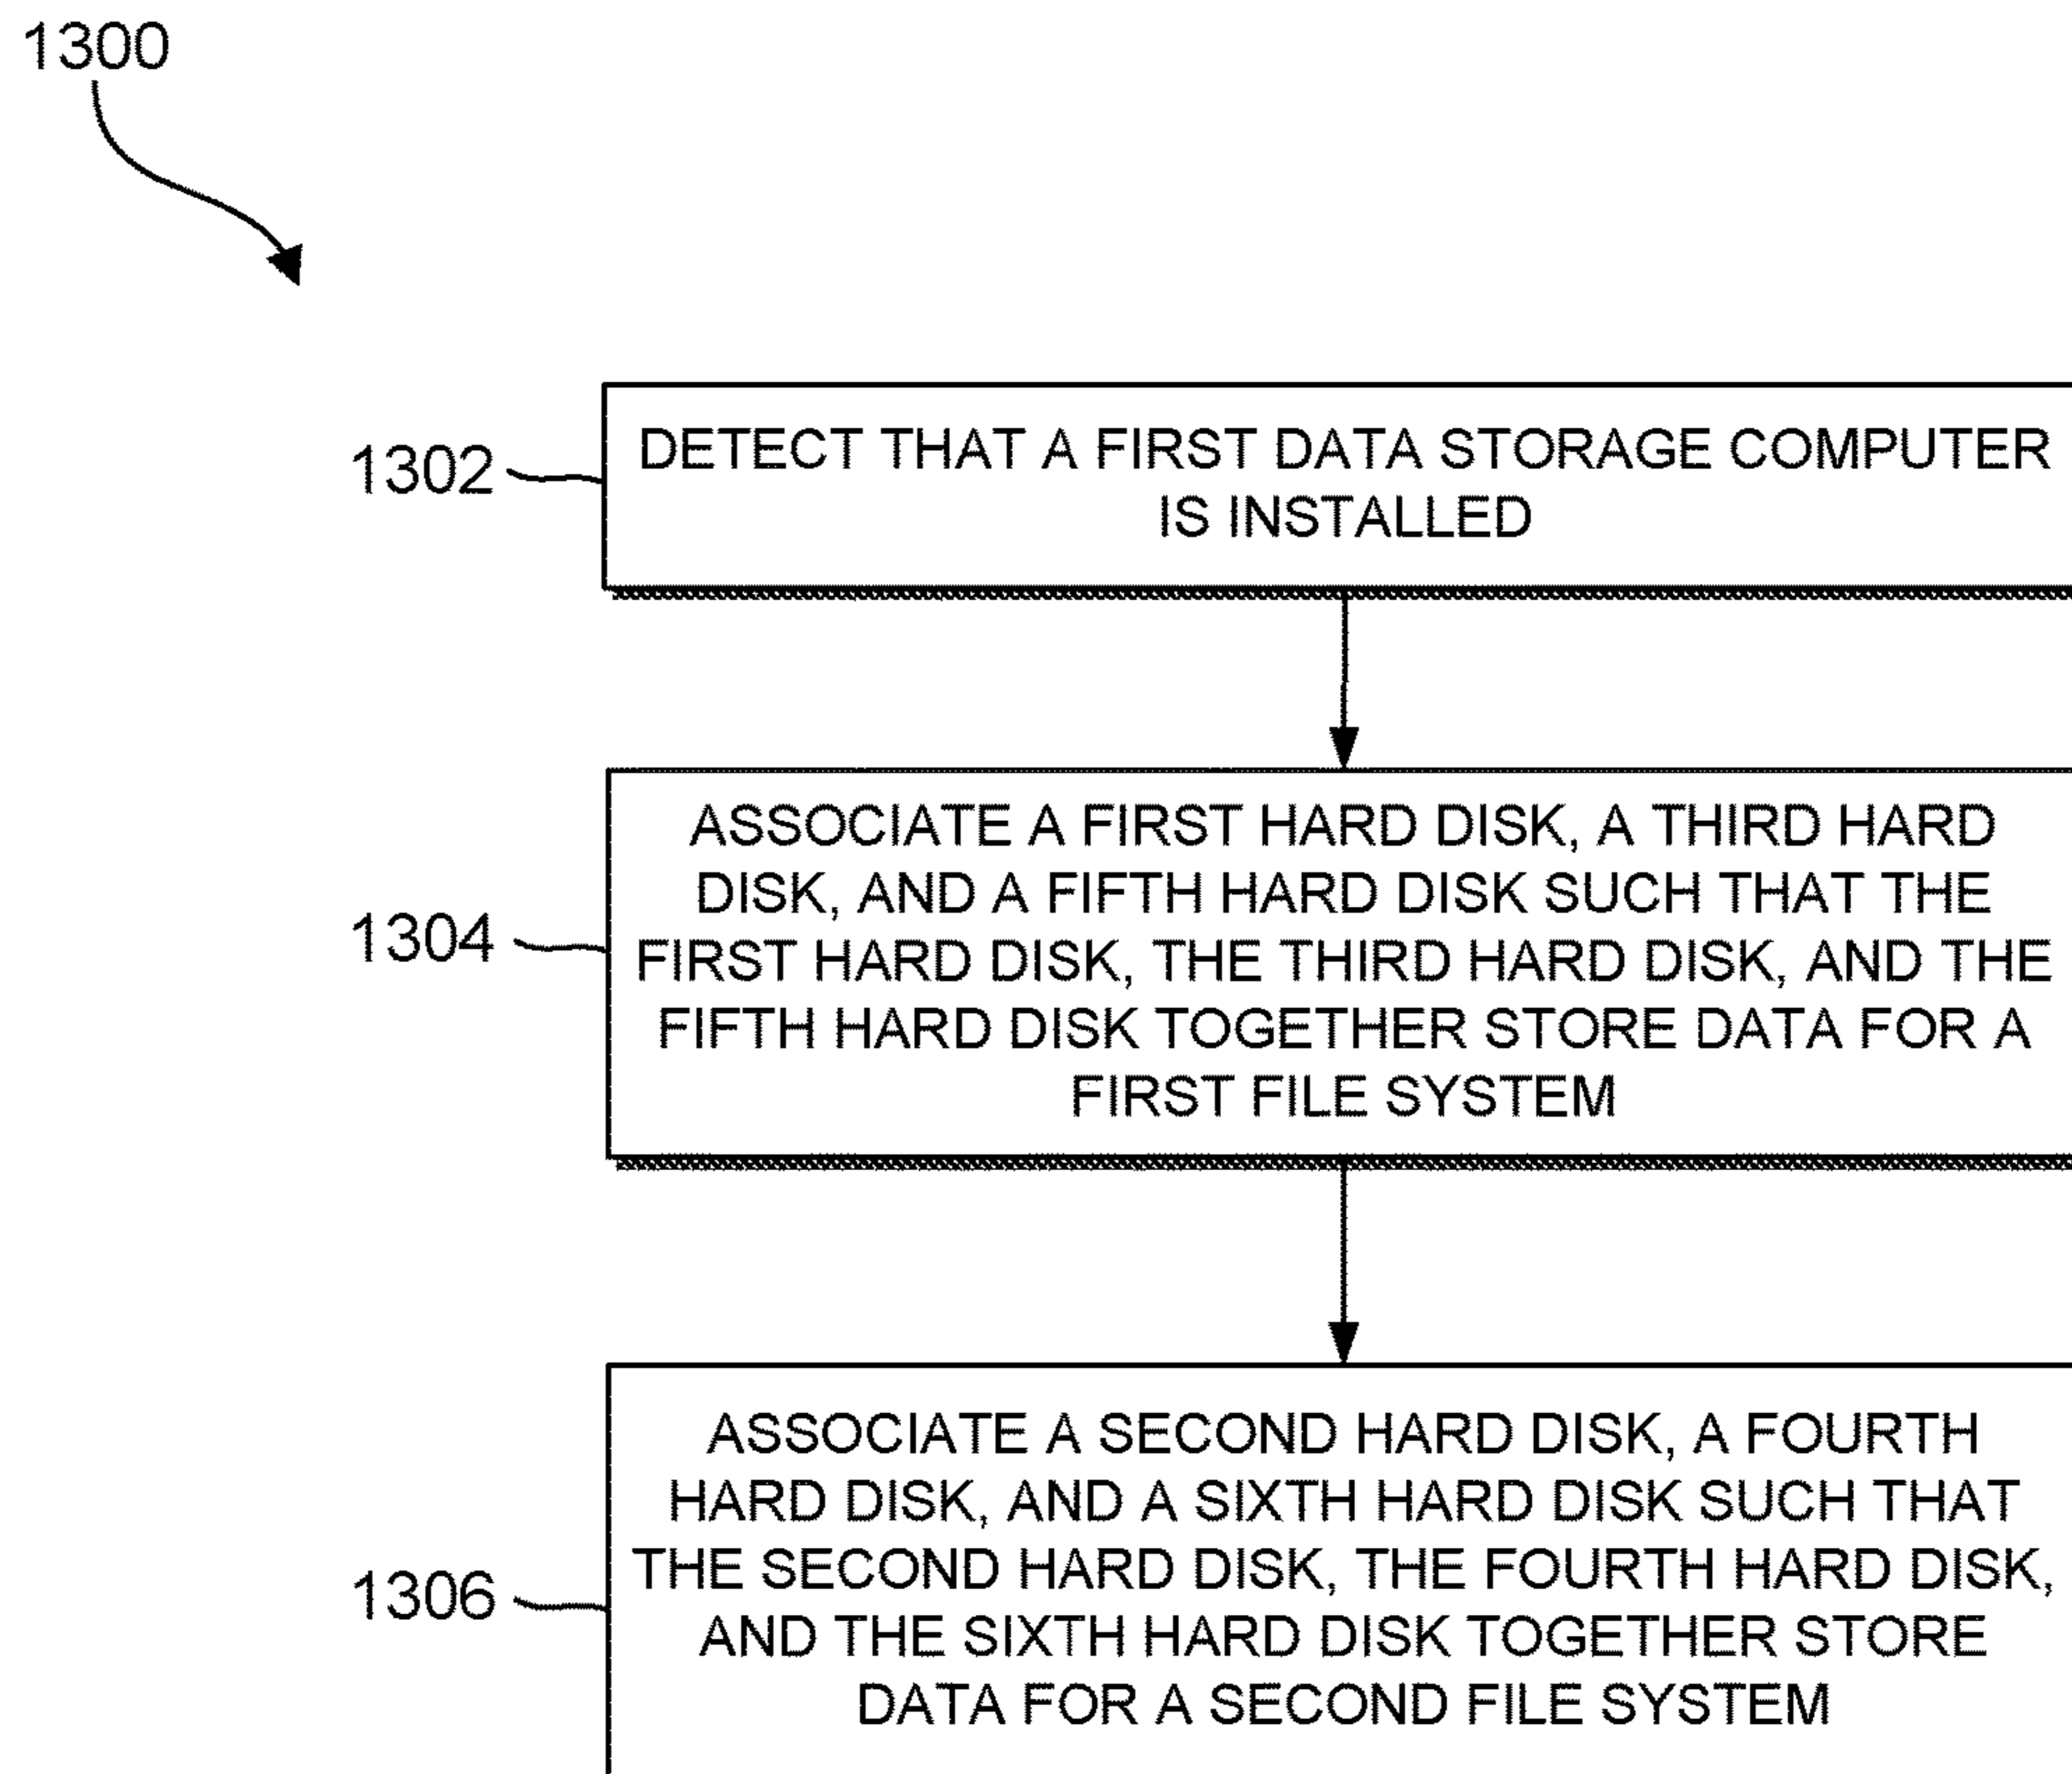 1300
1302
DETECT THAT A FIRST DATA STORAGE COMPUTER
IS INSTALLED
1304
ASSOCIATE A FIRST HARD DISK, A THIRD HARD
DISK, AND A FIFTH HARD DISK SUCH THAT THE
FIRST HARD DISK, THE THIRD HARD DISK, AND THE
FIFTH HARD DISK TOGETHER STORE DATA FOR A
FIRST FILE SYSTEM
1306
ASSOCIATE A SECOND HARD DISK, A FOURTH
HARD DISK, AND A SIXTH HARD DISK SUCH THAT
THE SECOND HARD DISK, THE FOURTH HARD DISK,
AND THE SIXTH HARD DISK TOGETHER STORE
DATA FOR A SECOND FILE SYSTEM